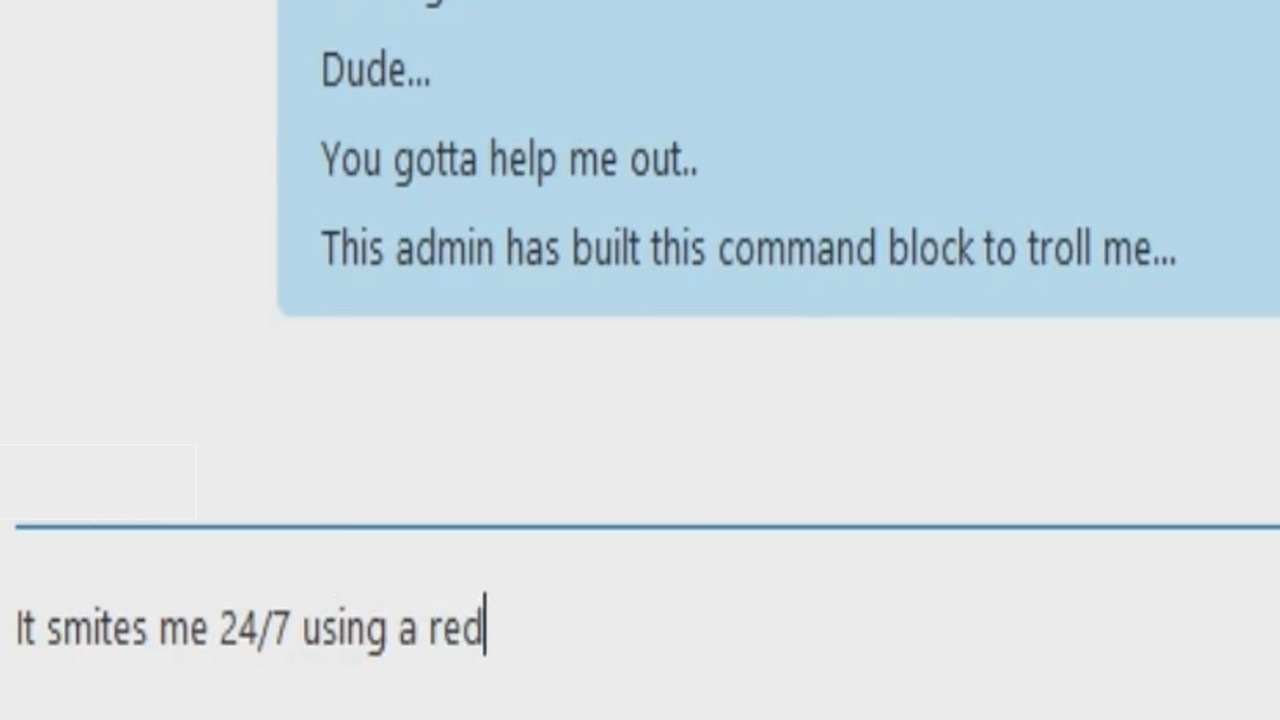 Dude...
You gotta help me out..
This admin has built this command block to troll me...
It smites me 24/7 using a red